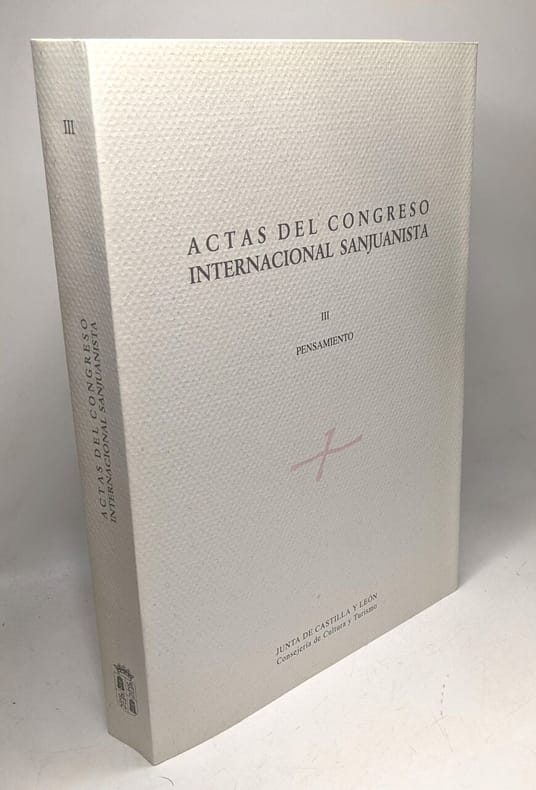 III
ACTAS DEL CONGRESO
INTERNACIONAL SANJUANISTA
ACTAS DEL CONGRESO
INTERNACIONAL SANJUANISTA
III
PENSAMIENTO
JUNTA DE CASTILLA Y LEÓN
Consejería de Cultura y Turismo